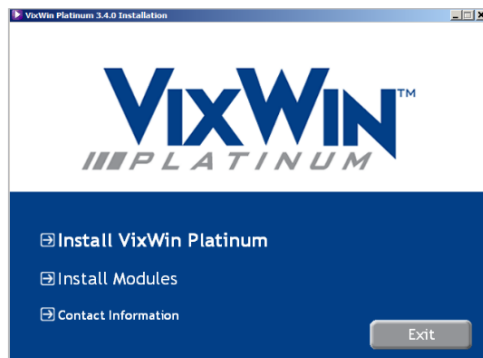 VixWin Platinum 3.4.0 Installation
VIXWIN™
PLATINUM
Install VixWin Platinum
Install Modules
Contact Information
Exit